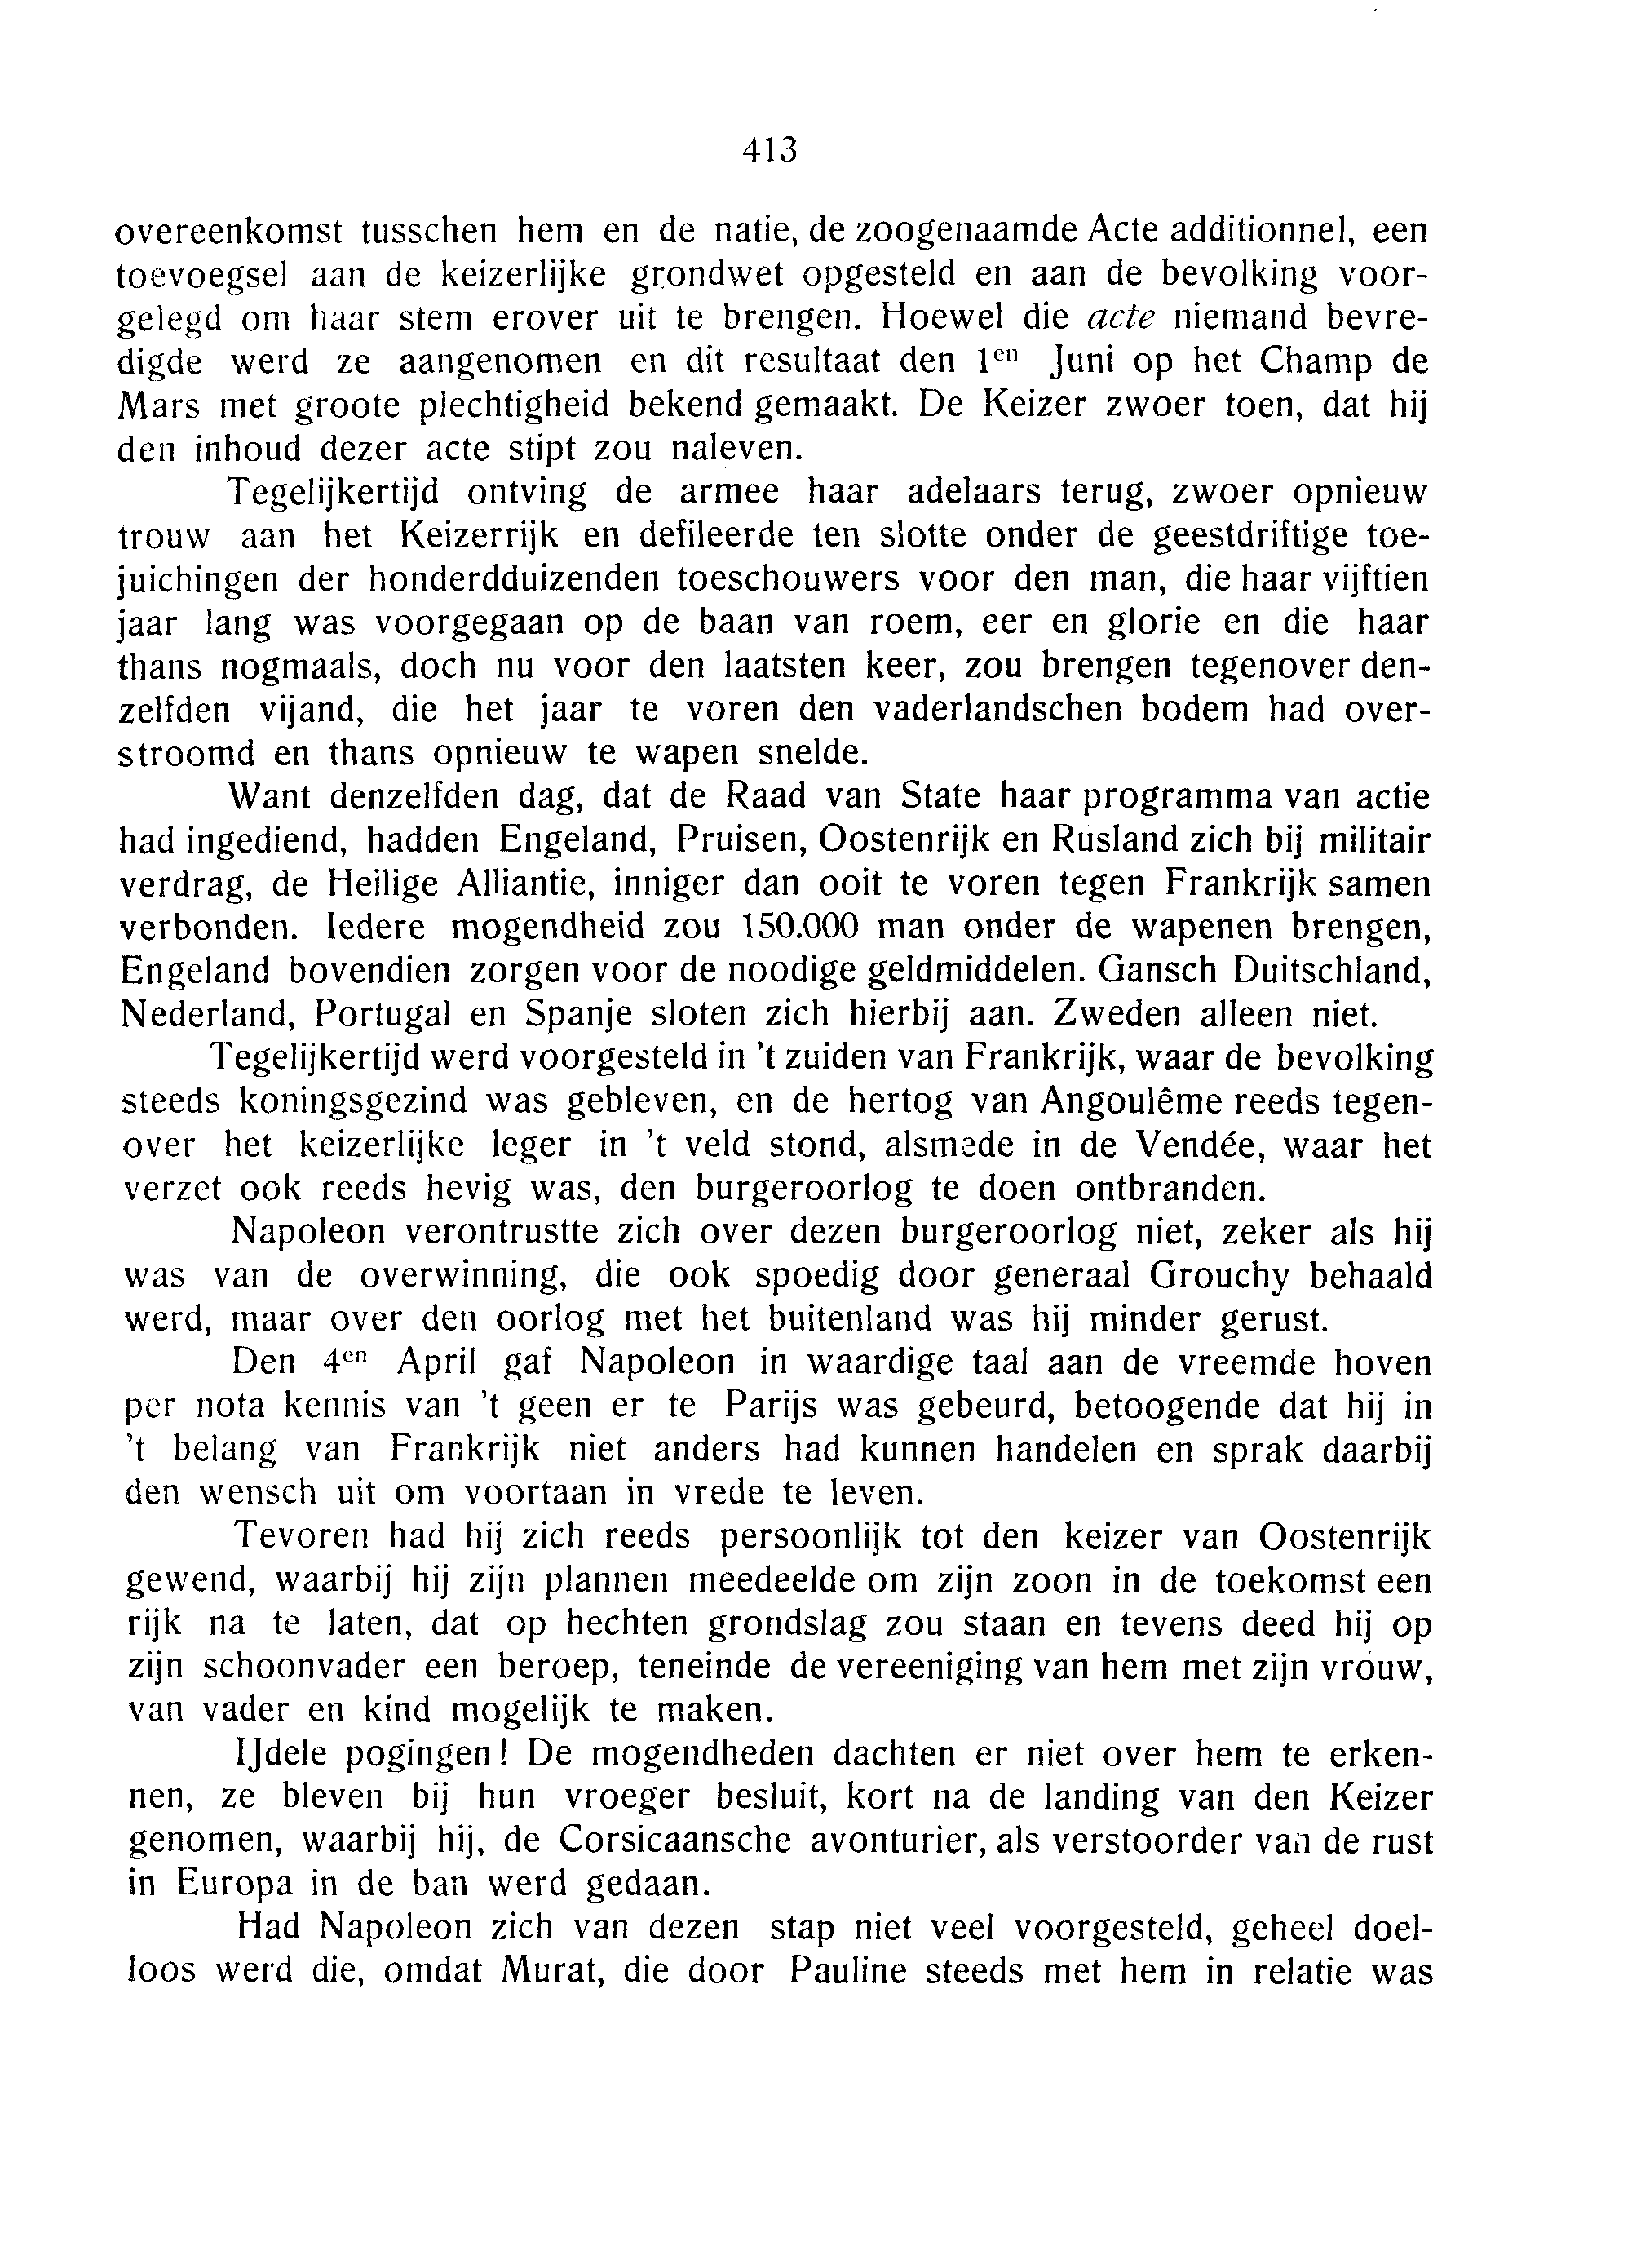 413
overeenkomst tusschen hem en de natie, de zoogenaamde Acte additionnel, een
toevoegsel aan de keizerlijke grondwet opgesteld en aan de bevolking voor-
gelegd om haar stem erover uit te brengen. Hoewel die acte niemand bevre-
digde werd ze aangenomen en dit resultaat den 1en Juni op het Champ de
Mars met groote plechtigheid bekend gemaakt. De Keizer zwoer toen, dat hij
den inhoud dezer acte stipt zou naleven.
Tegelijkertijd ontving de armee haar adelaars terug, zwoer opnieuw
trouw aan het Keizerrijk en defileerde ten slotte onder de geestdriftige toe-
juichingen der honderdduizenden toeschouwers voor den man, die haar vijftien
jaar lang was voorgegaan op de baan van roem, eer en glorie en die haar
thans nogmaals, doch nu voor den laatsten keer, zou brengen tegenover den-
zelfden vijand, die het jaar te voren den vaderlandschen bodem had over-
stroomd en thans opnieuw te wapen snelde.
Want denzelfden dag, dat de Raad van State haar programma van actie
had ingediend, hadden Engeland, Pruisen, Oostenrijk en Rusland zich bij militair
verdrag, de Heilige Alliantie, inniger dan ooit te voren tegen Frankrijk samen
verbonden. Iedere mogendheid zou 150.000 man onder de wapenen brengen,
Engeland bovendien zorgen voor de noodige geldmiddelen. Gansch Duitschland,
Nederland, Portugal en Spanje sloten zich hierbij aan. Zweden alleen niet.
Tegelijkertijd werd voorgesteld in 't zuiden van Frankrijk, waar de bevolking
steeds koningsgezind was gebleven, en de hertog van Angoulême reeds tegen-
over het keizerlijke leger in 't veld stond, alsmede in de Vendée, waar het
verzet ook reeds hevig was, den burgeroorlog te doen ontbranden.
Napoleon verontrustte zich over dezen burgeroorlog niet, zeker als hij
was van de overwinning, die ook spoedig door generaal Grouchy behaald
werd, maar over den oorlog met het buitenland was hij minder gerust.
Den 4en April gaf Napoleon in waardige taal aan de vreemde hoven
per nota kennis van 't geen er te Parijs was gebeurd, betoogende dat hij in
't belang van Frankrijk niet anders had kunnen handelen en sprak daarbij
den wensch uit om voortaan in vrede te leven.
Tevoren had hij zich reeds persoonlijk tot den keizer van Oostenrijk
gewend, waarbij hij zijn plannen meedeelde om zijn zoon in de toekomst een
rijk na te laten, dat op hechten grondslag zou staan en tevens deed hij op
zijn schoonvader een beroep, teneinde de vereeniging van hem met zijn vrouw,
van vader en kind mogelijk te maken.
IJdele pogingen! De mogendheden dachten er niet over hem te erken-
nen, ze bleven bij hun vroeger besluit, kort na de landing van den Keizer
genomen, waarbij hij, de Corsicaansche avonturier, als verstoorder van de rust
in Europa in de ban werd gedaan.
Had Napoleon zich van dezen stap niet veel voorgesteld, geheel doel-
loos werd die, omdat Murat, die door Pauline steeds met hem in relatie was